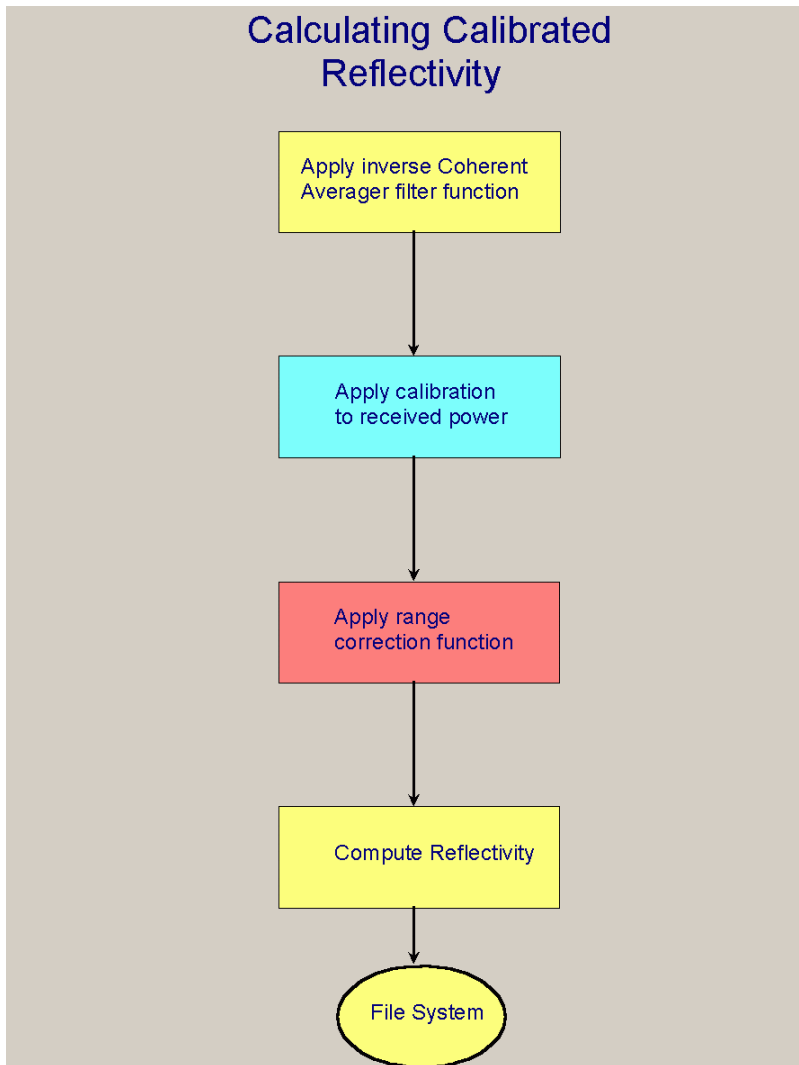 Calculating Calibrated
Reflectivity
Apply inverse Coherent
Averager filter function
Apply calibration
to received power
Apply range
correction function
Compute Reflectivity
File System